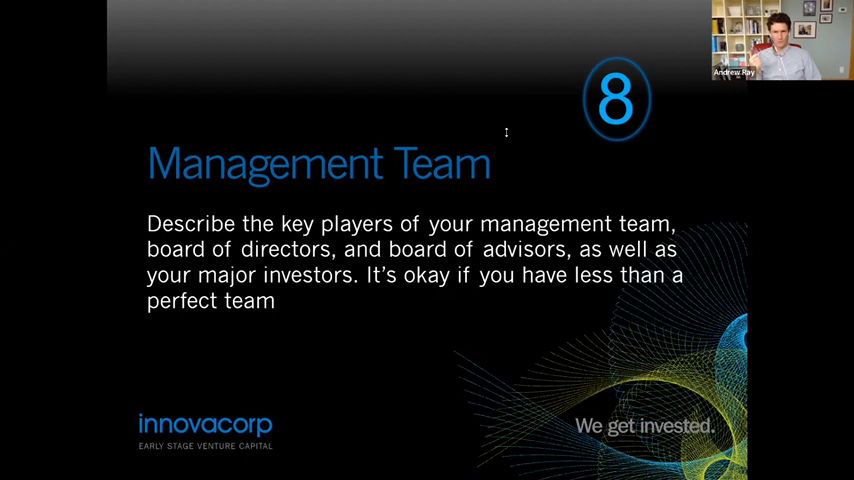 Andrew Ray
8
Management Team
Describe the key players of your management team,
board of directors, and board of advisors, as well as
your major investors. It’s okay if you have less than a
perfect team
innovacorp
EARLY STAGE VENTURE CAPITAL
We get invested.